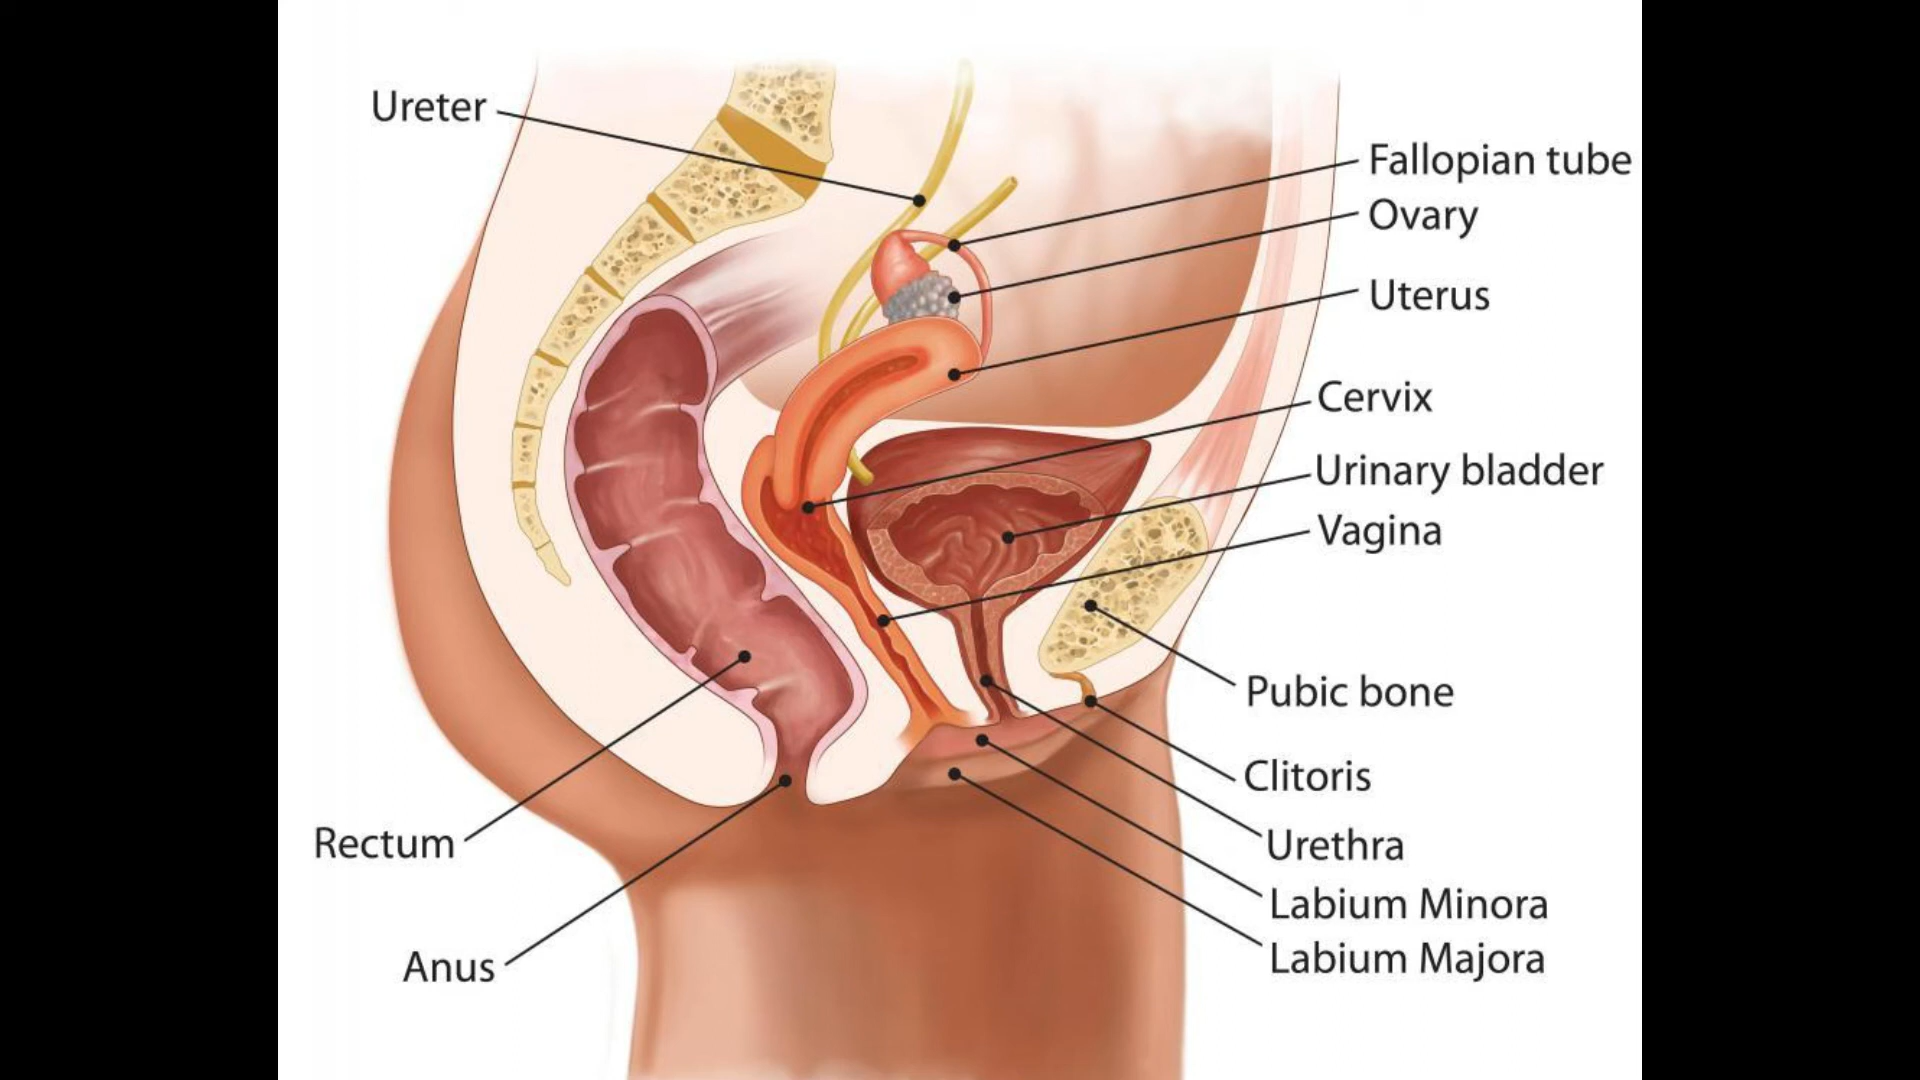 Ureter
Fallopian tube
Ovary
Uterus
Cervix
Urinary bladder
Vagina
Pubic bone
Clitoris
Rectum
Urethra
Labium Minora
Labium Majora
Anus